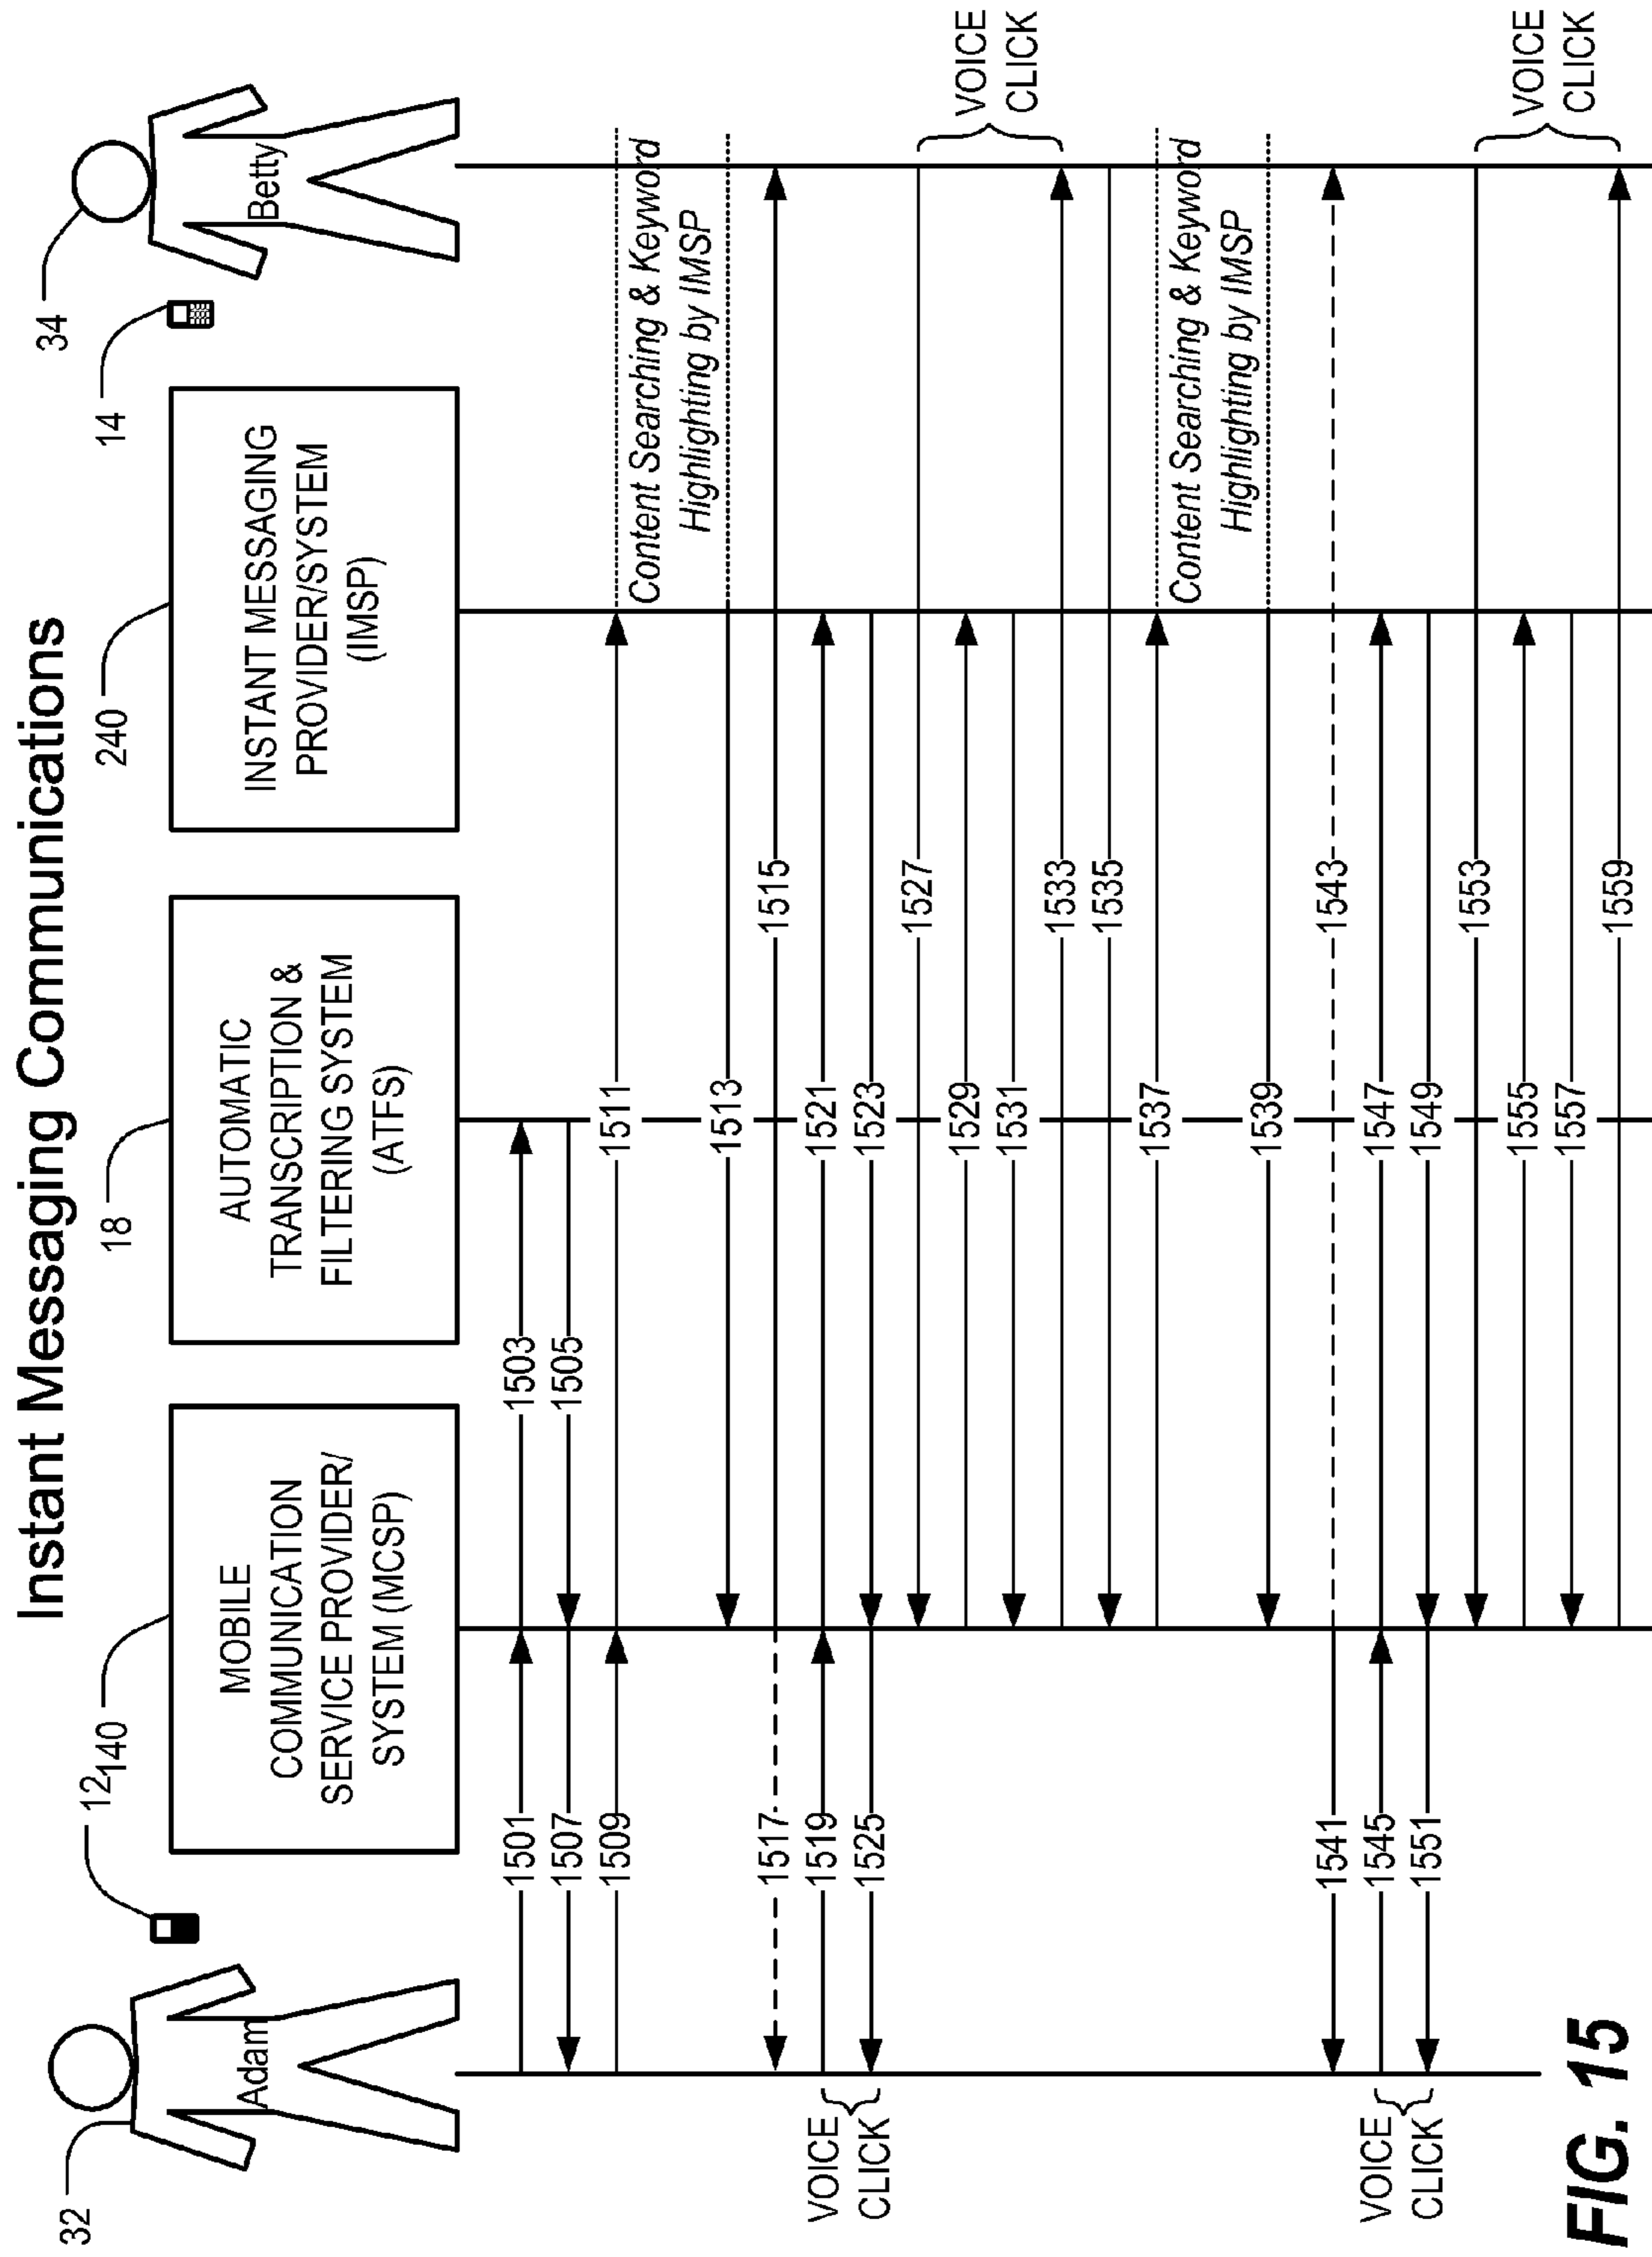 Instant Messaging Communications
32
12
140
18
240
14
34
Adam
MOBILE
COMMUNICATION
SERVICE PROVIDER/
SYSTEM (MCSP)
AUTOMATIC
TRANSCRIPTION &
FILTERING SYSTEM
(ATFS)
INSTANT MESSAGING
PROVIDER/SYSTEM
(IMSP)
Betty
1501
1503
1507
1505
1509
1511
Content Searching & Keyword
Highlighting by IMSP
1513
1517
1515
VOICE
CLICK
1519
1521
1525
1523
1527
VOICE
CLICK
1529
1531
1533
1535
1537
Content Searching & Keyword
Highlighting by IMSP
1539
1541
1543
VOICE
CLICK
1545
1547
1551
1549
1553
VOICE
CLICK
1555
1557
1559
FIG. 15